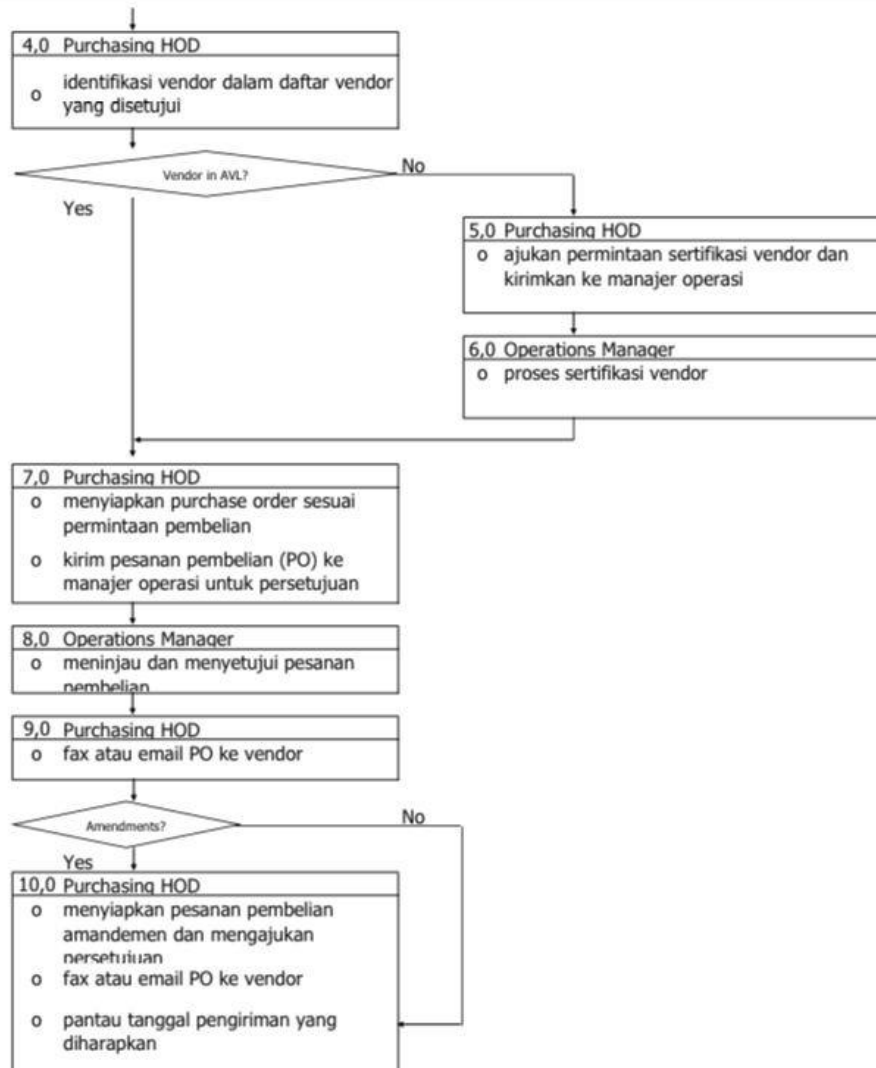 4,0 Purchasing HOD
o identifikasi vendor dalam daftar vendor
yang disetujui
Vendor in AVL?
No
Yes
5,0 Purchasing HOD
o ajukan permintaan sertifikasi vendor dan
kirimkan ke manajer operasi
6,0 Operations Manager
o proses sertifikasi vendor
7,0 Purchasing HOD
o menyiapkan purchase order sesuai
permintaan pembelian
o kirim pesanan pembelian (PO) ke
manajer operasi untuk persetujuan
8,0 Operations Manager
o meninjau dan menyetujui pesanan
pembelian
9,0 Purchasing HOD
o fax atau email PO ke vendor
Amendments?
No
Yes
10,0 Purchasing HOD
o menyiapkan pesanan pembelian
amandemen dan mengajukan
persetujuan
o fax atau email PO ke vendor
o pantau tanggal pengiriman yang
diharapkan